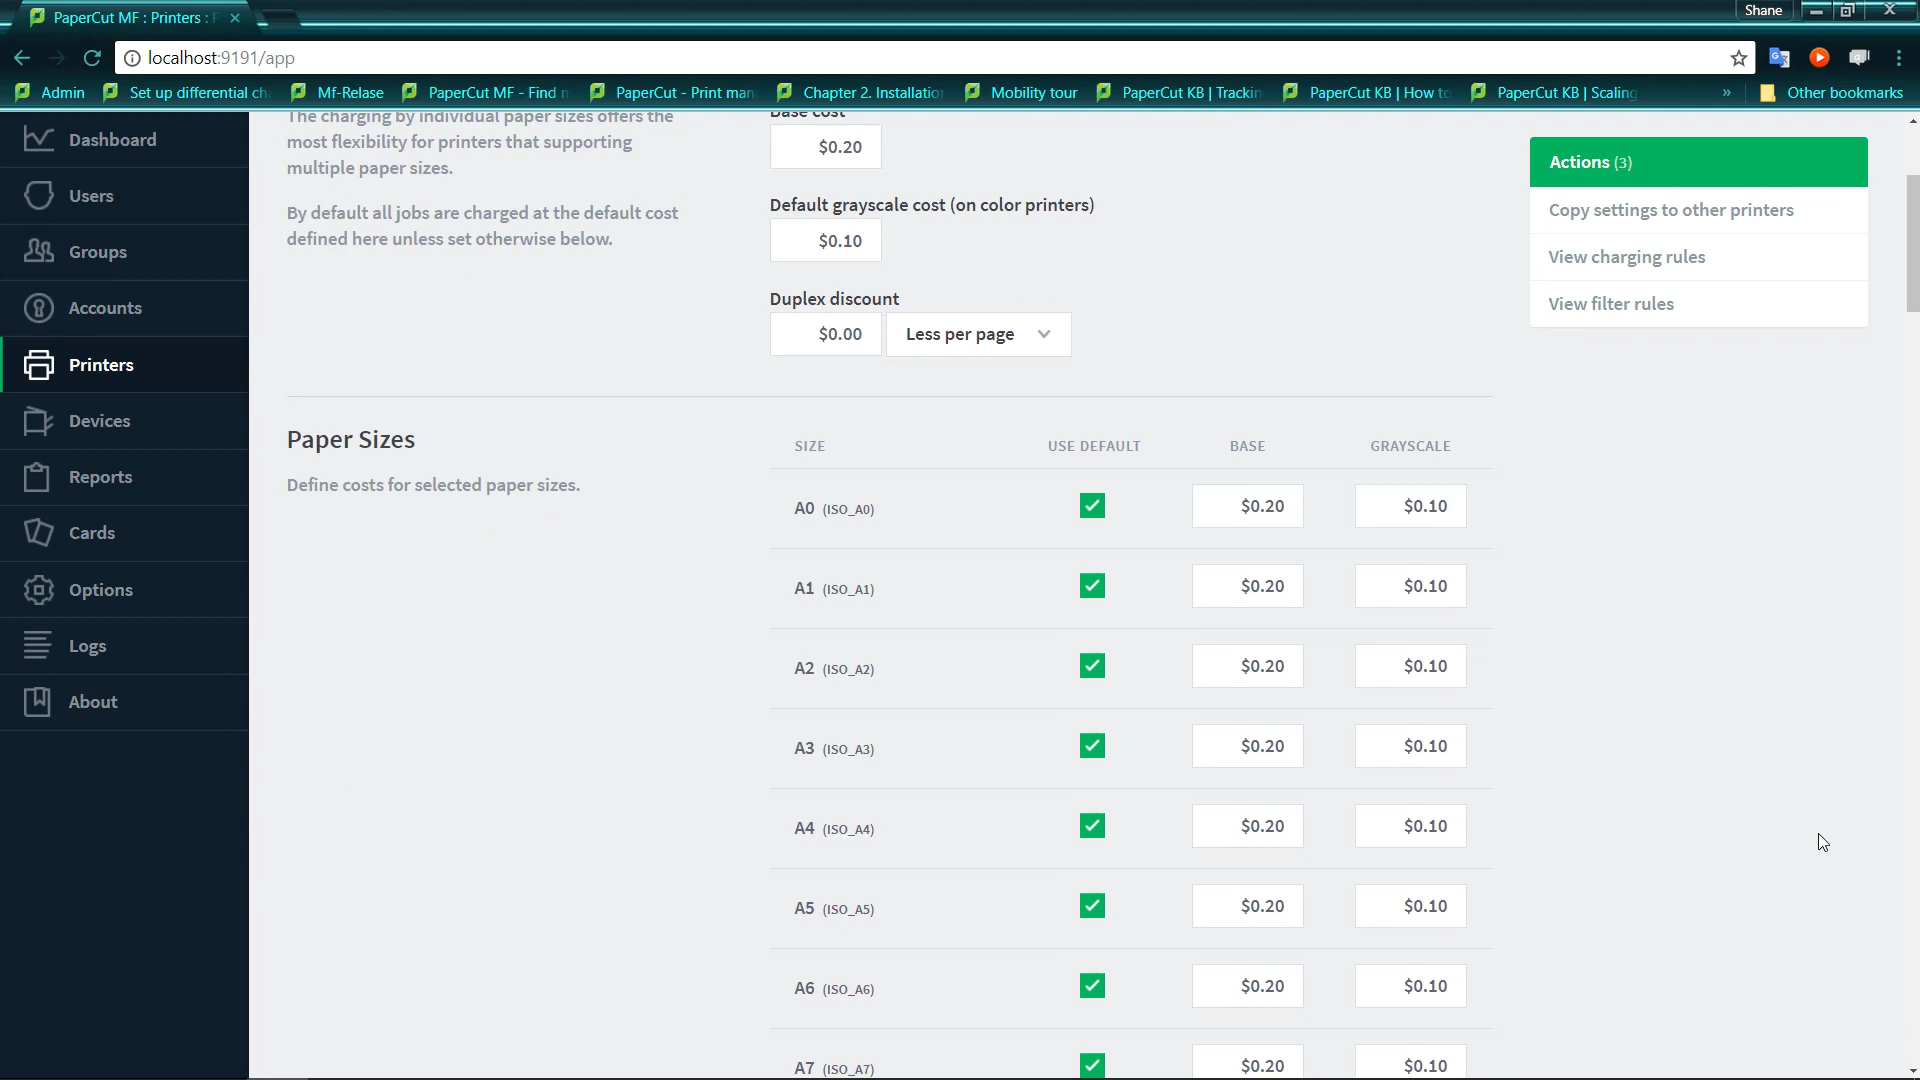 PaperCut MF : Printers :
Shane
localhost:9191/app
Admin
Set up differential ch
Mf-Relase
PaperCut MF - Find
PaperCut - Print man
Chapter 2. Installatio
Mobility tour
PaperCut KB | Trackin
PaperCut KB | How to
PaperCut KB | Scaling
»
Other bookmarks
Dashboard
Users
Groups
Accounts
Printers
Devices
Reports
Cards
Options
Logs
About
The charging by individual paper sizes offers the
most flexibility for printers that supporting
multiple paper sizes.
By default all jobs are charged at the default cost
defined here unless set otherwise below.
Base cost
$0.20
Default grayscale cost (on color printers)
$0.10
Duplex discount
$0.00 Less per page
Actions (3)
Copy settings to other printers
View charging rules
View filter rules
Paper Sizes
Define costs for selected paper sizes.
SIZE USE DEFAULT BASE GRAYSCALE
A0 (ISO_A0) $0.20 $0.10
A1 (ISO_A1) $0.20 $0.10
A2 (ISO_A2) $0.20 $0.10
A3 (ISO_A3) $0.20 $0.10
A4 (ISO_A4) $0.20 $0.10
A5 (ISO_A5) $0.20 $0.10
A6 (ISO_A6) $0.20 $0.10
A7 (ISO_A7) $0.20 $0.10